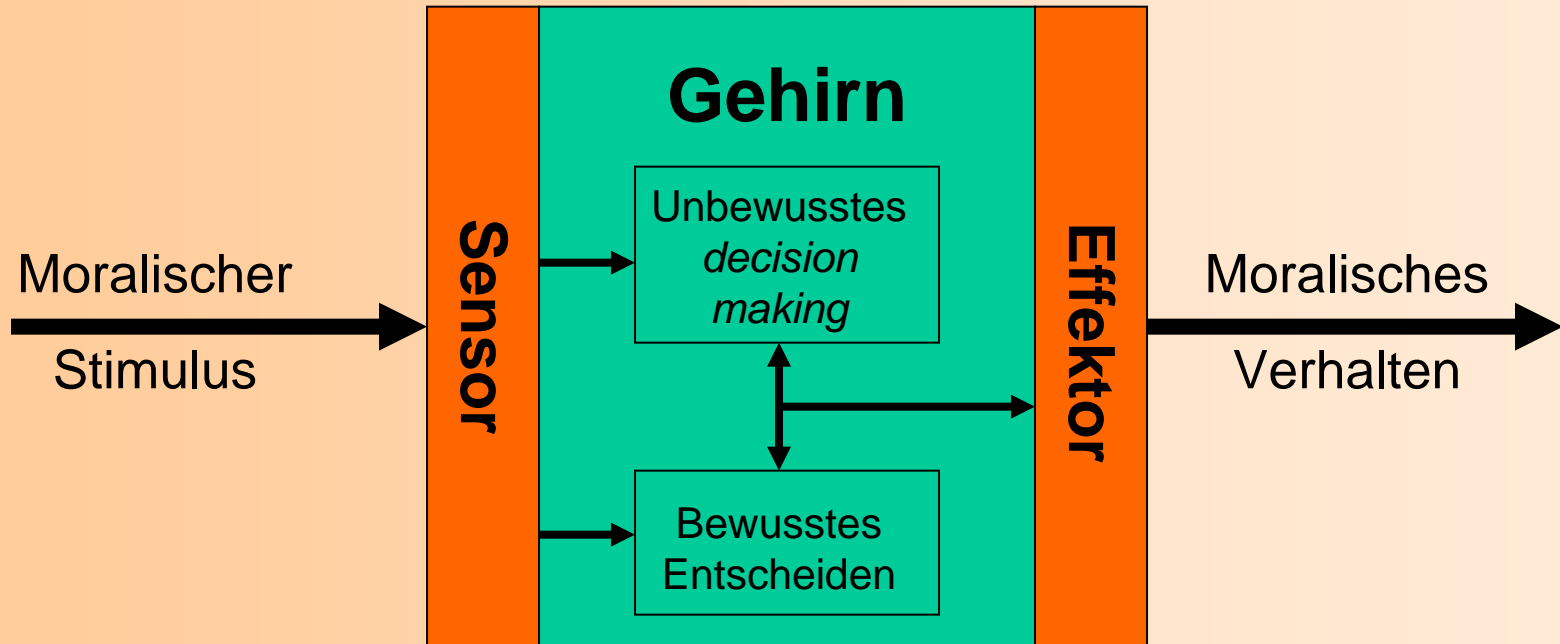 Moralischer
Stimulus
Sensor
Gehirn
Unbewusstes
decision
making
Bewusstes
Entscheiden
Effektor
Moralisches
Verhalten